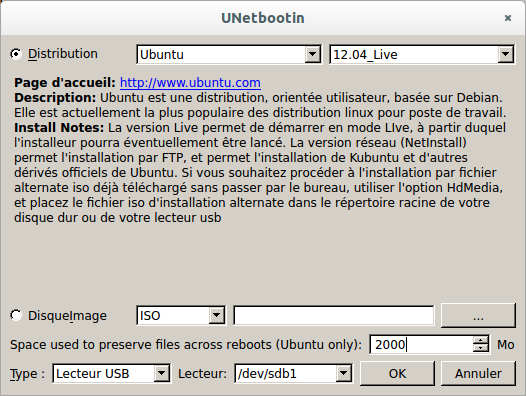 UNetbootin
Distribution
Ubuntu
12.04_Live
Page d'accueil: http://www.ubuntu.com
Description: Ubuntu est une distribution, orientée utilisateur, basée sur Debian.
Elle est actuellement la plus populaire des distribution linux pour poste de travail.
Install Notes: La version Live permet de démarrer en mode LIve, à partir duquel
l'installeur pourra éventuellement être lancé. La version réseau (NetInstall)
permet l'installation par FTP, et permet l'installation de Kubuntu et d'autres
dérivés officiels de Ubuntu. Si vous souhaitez procéder à l'installation par fichier
alternate iso déjà téléchargé sans passer par le bureau, utiliser l'option HdMedia,
et placez le fichier iso d'installation alternate dans le répertoire racine de votre
disque dur ou de votre lecteur usb
DisqueImage
ISO
...
Space used to preserve files across reboots (Ubuntu only):
2000
Mo
Type :
Lecteur USB
Lecteur:
/dev/sdb1
OK
Annuler